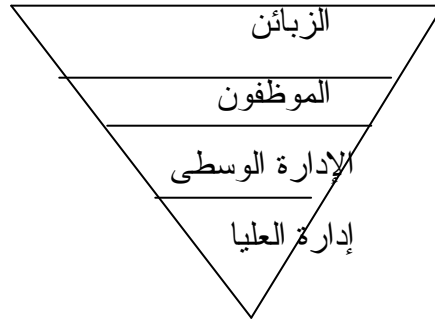 الزبائن
الموظفون
الإدارة الوسطى
إدارة العليا